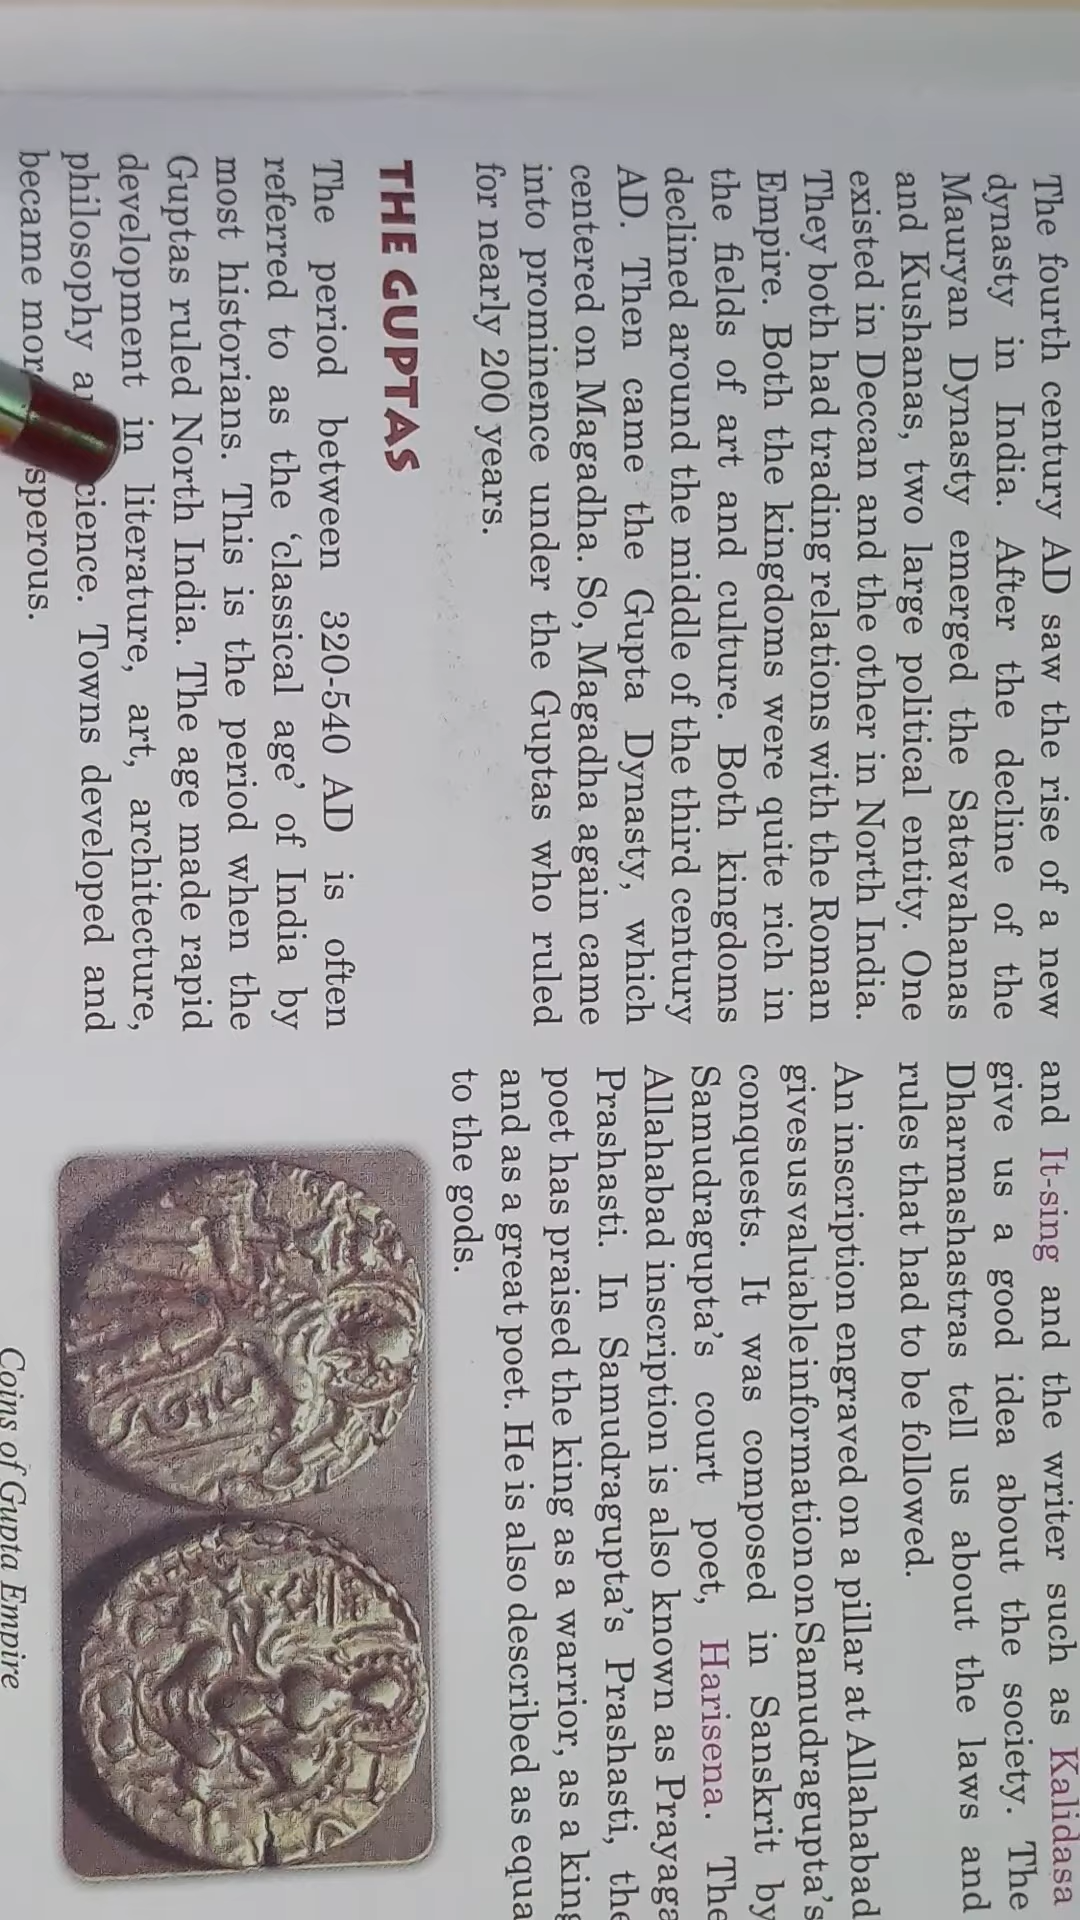 The fourth century AD saw the rise of a new
dynasty in India. After the decline of the
Mauryan Dynasty emerged the Satavahanas
and Kushanas, two large political entity. One
existed in Deccan and the other in North India.
They both had trading relations with the Roman
Empire. Both the kingdoms were quite rich in
the fields of art and culture. Both kingdoms
declined around the middle of the third century
AD. Then came the Gupta Dynasty, which
centered on Magadha. So, Magadha again came
into prominence under the Guptas who ruled
for nearly 200 years.
THE GUPTAS
The period between 320-540 AD is often
referred to as the ‘classical age’ of India by
most historians. This is the period when the
Guptas ruled North India. The age made rapid
development in literature, art, architecture,
philosophy cience. Towns developed and
became mor sperous.
and It-sing and the writer such as Kalidasa
give us a good idea about the society. The
Dharmashastras tell us about the laws and
rules that had to be followed.
An inscription engraved on a pillar at Allahabad
gives us valuable information on Samudragupta’s
conquests. It was composed in Sanskrit by
Samudragupta’s court poet, Harisena. The
Allahabad inscription is also known as Prayaga
Prashasti. In Samudragupta’s Prashasti, the
poet has praised the king as a warrior, as a king
and as a great poet. He is also described as equa
to the gods.
Coins of Gupta Empire